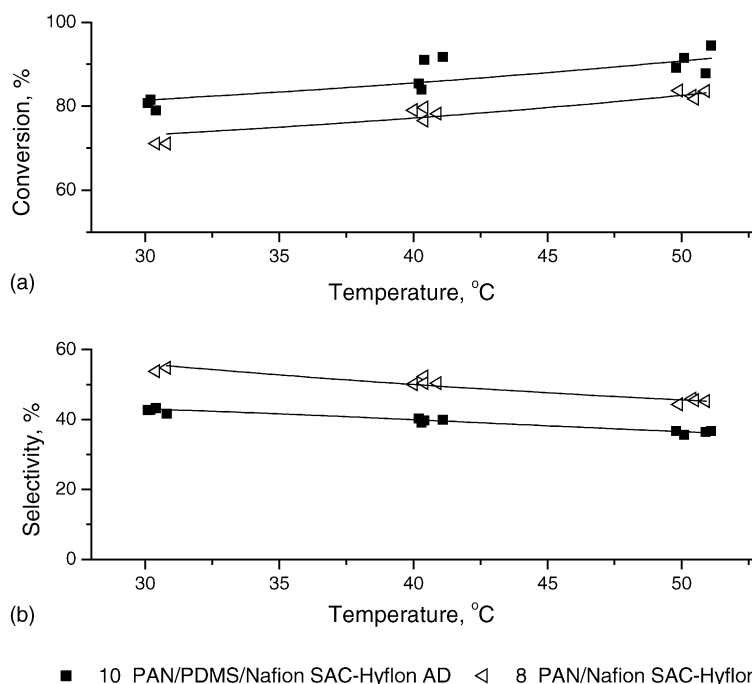 100
80
60
Conversion, %
30 35 40 45 50
(a)
Temperature, °C
60
40
20
0
Selectivity, %
30 35 40 45 50
(b)
Temperature, °C
10 PAN/PDMS/Nafion SAC-Hyflon AD 8 PAN/Nafion SAC-Hyflon